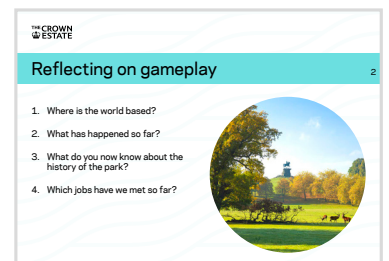 THE CROWN
ESTATE
Reflecting on gameplay
2
1. Where is the world based?
2. What has happened so far?
3. What do you now know about the
history of the park?
4. Which jobs have we met so far?